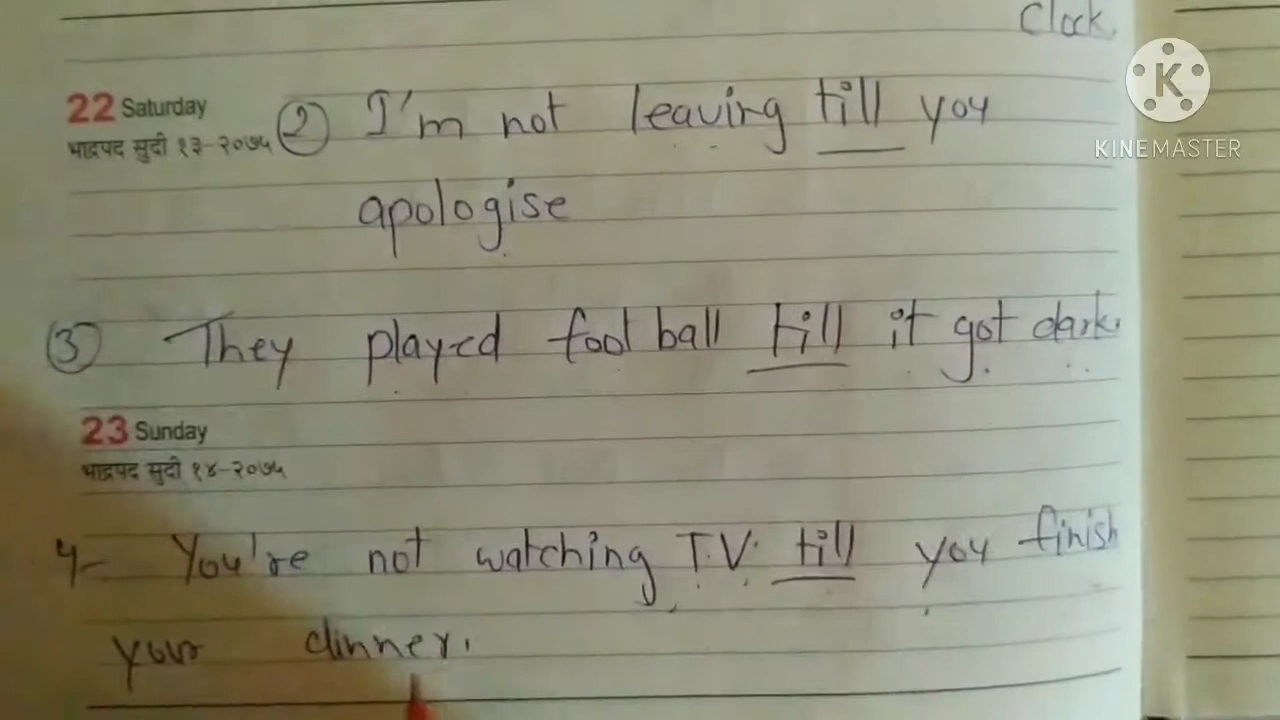 Clock.
22 Saturday
भाद्रपद सुदी १३-२०७५
② I'm not leaving till you
apologise
③ They played foot ball till it got dark.
23 Sunday
भाद्रपद सुदी १४-२०७५
4- You're not watching T.V. till you finish
your dinner.
K
KINEMASTER